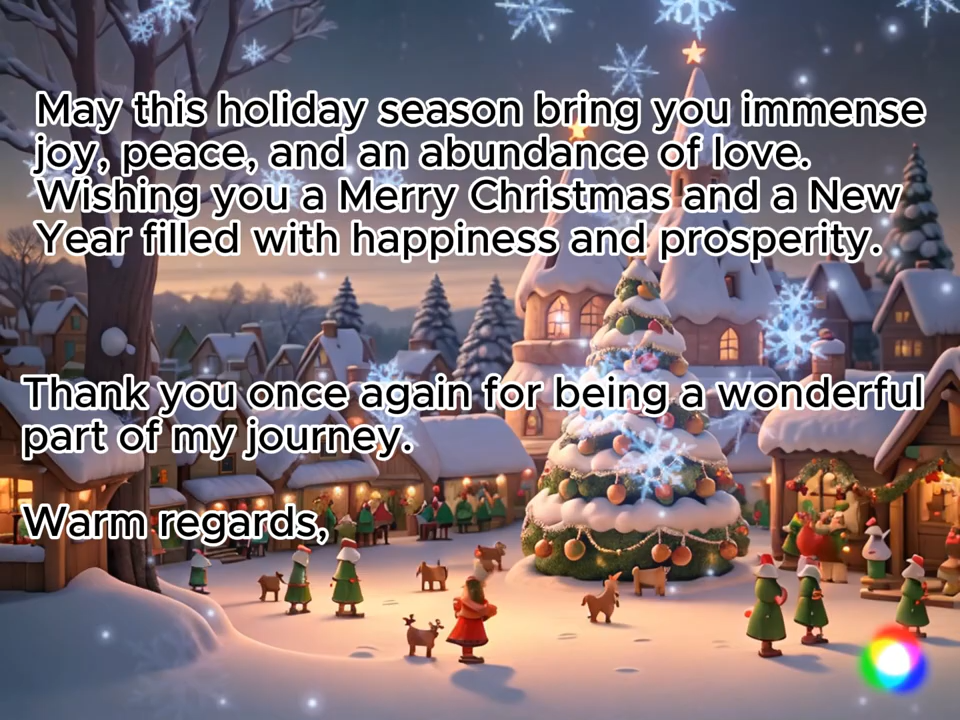 May this holiday season bring you immense
joy, peace, and an abundance of love.
Wishing you a Merry Christmas and a New
Year filled with happiness and prosperity.
Thank you once again for being a wonderful
part of my journey.
Warm regards,